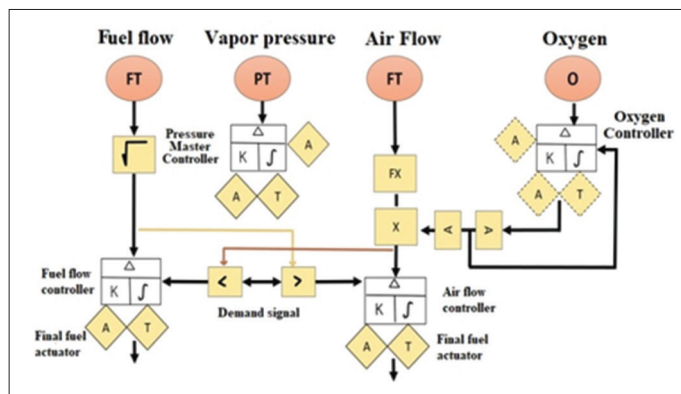 Fuel flow
Vapor pressure
Air Flow
Oxygen
FT
PT
FT
O
Pressure
Master
Controller
√
△
K ∫
A
A T
FX
X
△
K ∫
A
A T
Oxygen
Controller
<
>
Fuel flow
controller
△
K ∫
A T
Final fuel
actuator
<
>
Demand signal
△
K ∫
A T
Air flow
controller
Final fuel
actuator